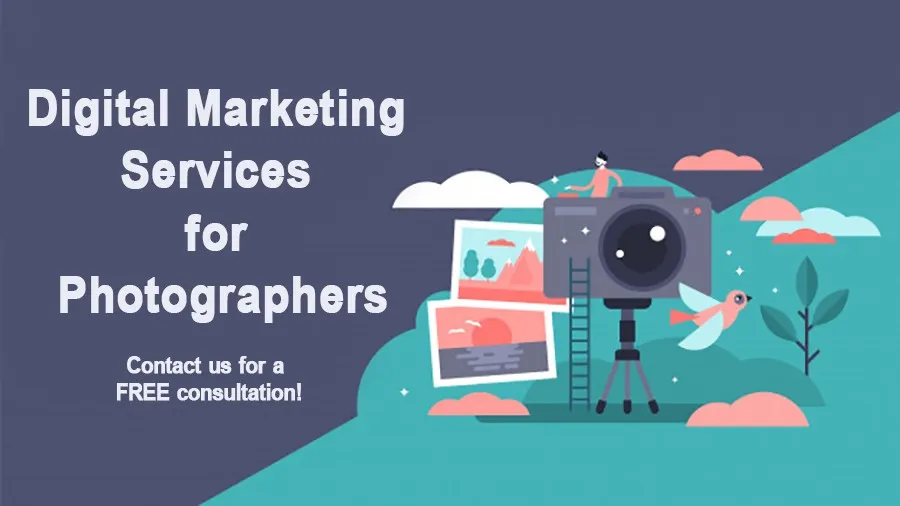 Digital Marketing
Services
for
Photographers
Contact us for a
FREE consultation!